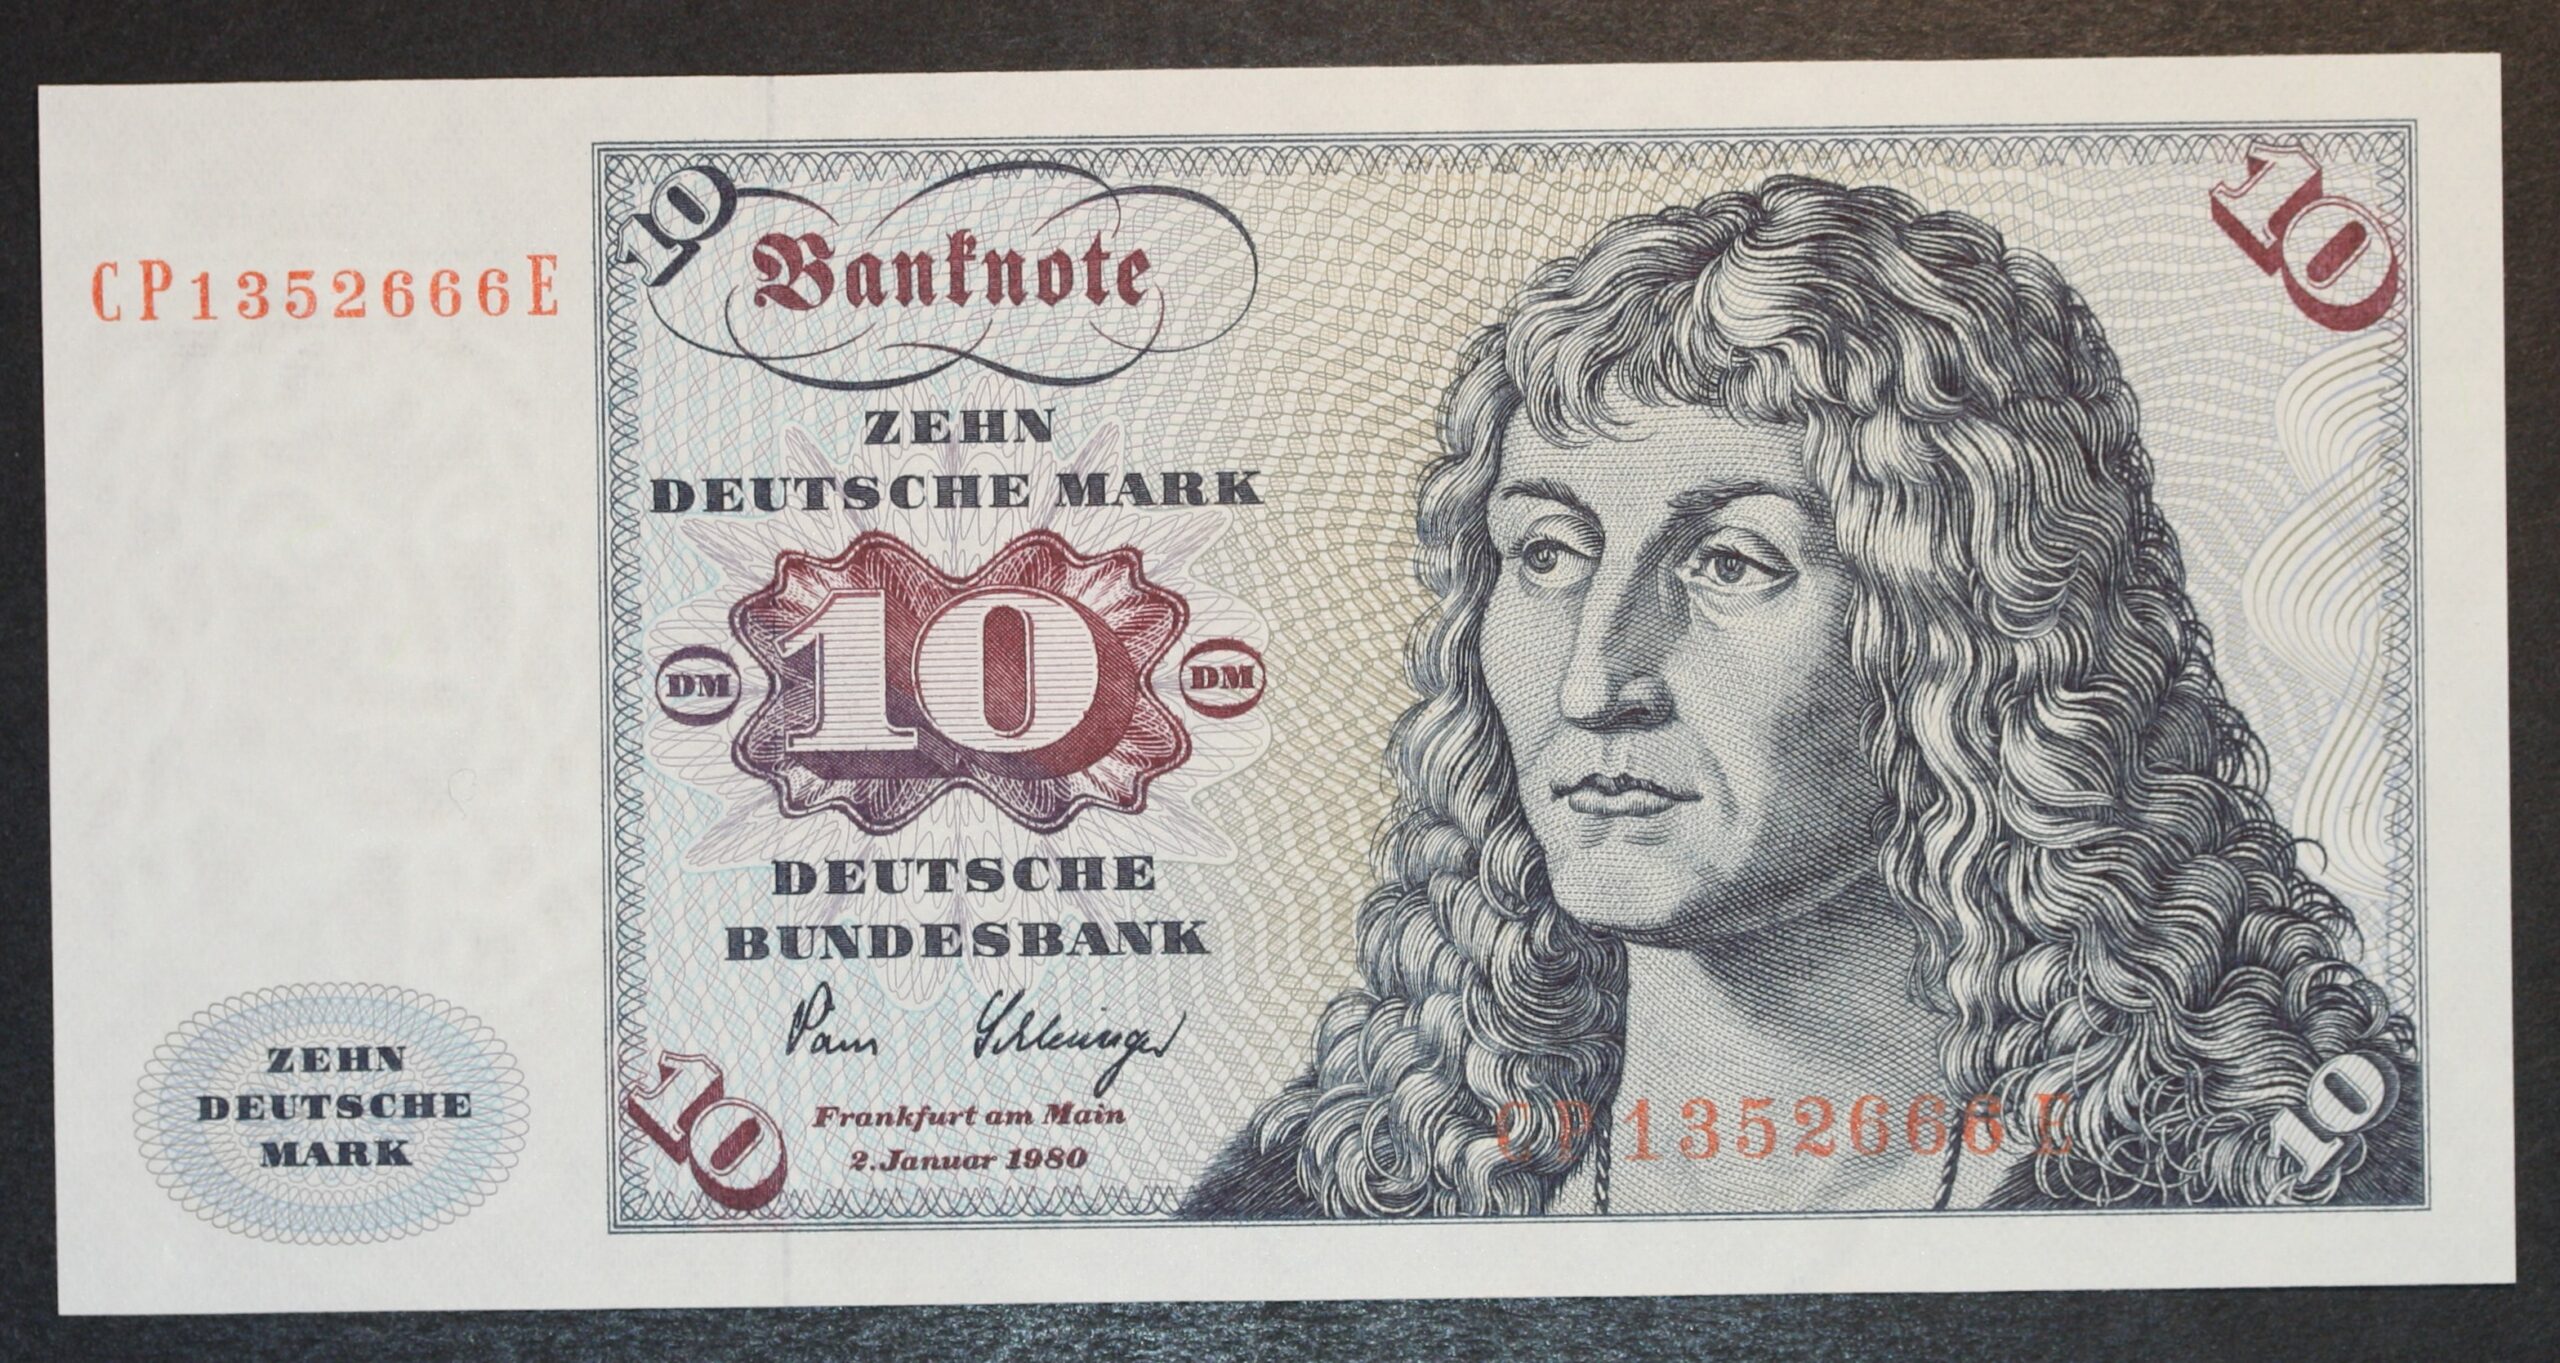 CP1352666E
10
Banknote
10
ZEHN
DEUTSCHE MARK
DM
10
DM
DEUTSCHE
BUNDESBANK
10
Frankfurt am Main
2. Januar 1980
ZEHN
DEUTSCHE
MARK
CP1352666E
10